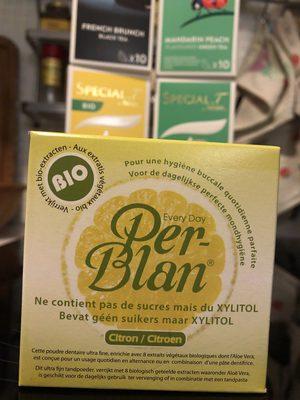 FRENCH BRUNCH
BLACK TEA
x10
MANDARIN PEACH
FLAVOURED GREEN TEA
x10
SPECIAL.T
BIO
SPECIAL.T
Verrijkt met bio-extracten - Aux extraits végétaux bio
BIO
Pour une hygiène buccale quotidienne parfaite
Voor de dagelijkse perfecte mondhygiëne
Every Day
Per-
Blan®
Ne contient pas de sucres mais du XYLITOL
Bevat géén suikers maar XYLITOL
Citron / Citroen
Cette poudre dentaire ultra fine, enrichie avec 8 extraits végétaux biologiques dont l'Aloe Vera,
est conçue pour un usage quotidien en alternance ou en combinaison d'une pâte dentifrice.
Dit ultra fijn tandpoeder, verrijkt met 8 biologisch geteelde extracten waaronder Aloë Vera,
is geschikt voor de dagelijks gebruik ter vervanging of in combinatie met een tandpasta